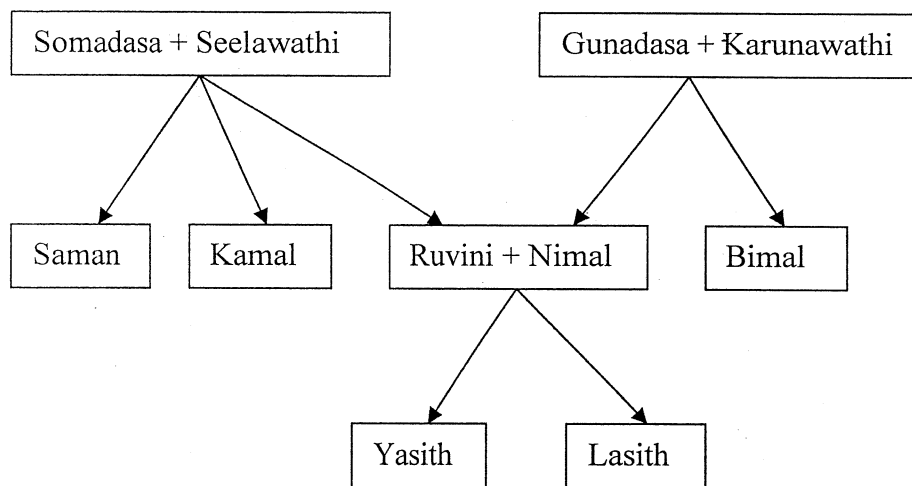 Somadasa + Seelawathi
Gunadasa + Karunawathi
Saman
Kamal
Ruvini + Nimal
Bimal
Yasith
Lasith